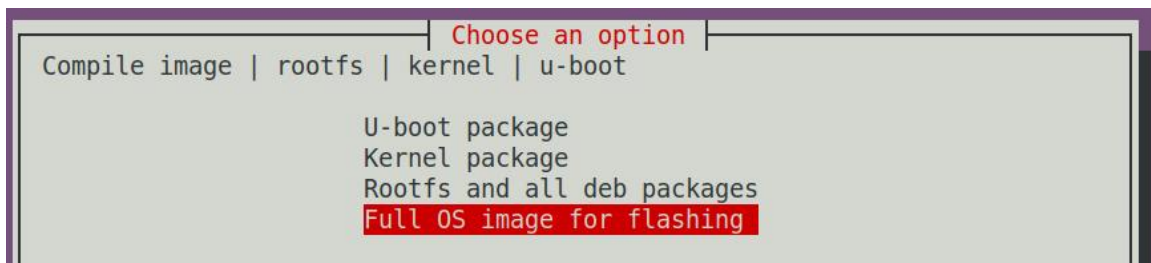 Choose an option
Compile image | rootfs | kernel | u-boot
U-boot package
Kernel package
Rootfs and all deb packages
Full OS image for flashing